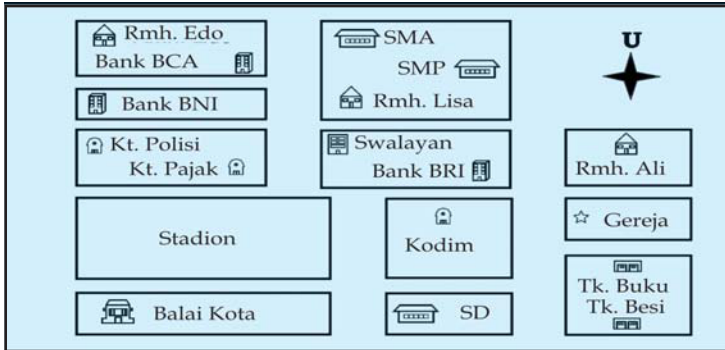 Rmh. Edo
Bank BCA
Bank BNI
Kt. Polisi
Kt. Pajak
Stadion
Balai Kota
SMA
SMP
Rmh. Lisa
Swalayan
Bank BRI
Kodim
SD
U
Rmh. Ali
Gereja
Tk. Buku
Tk. Besi